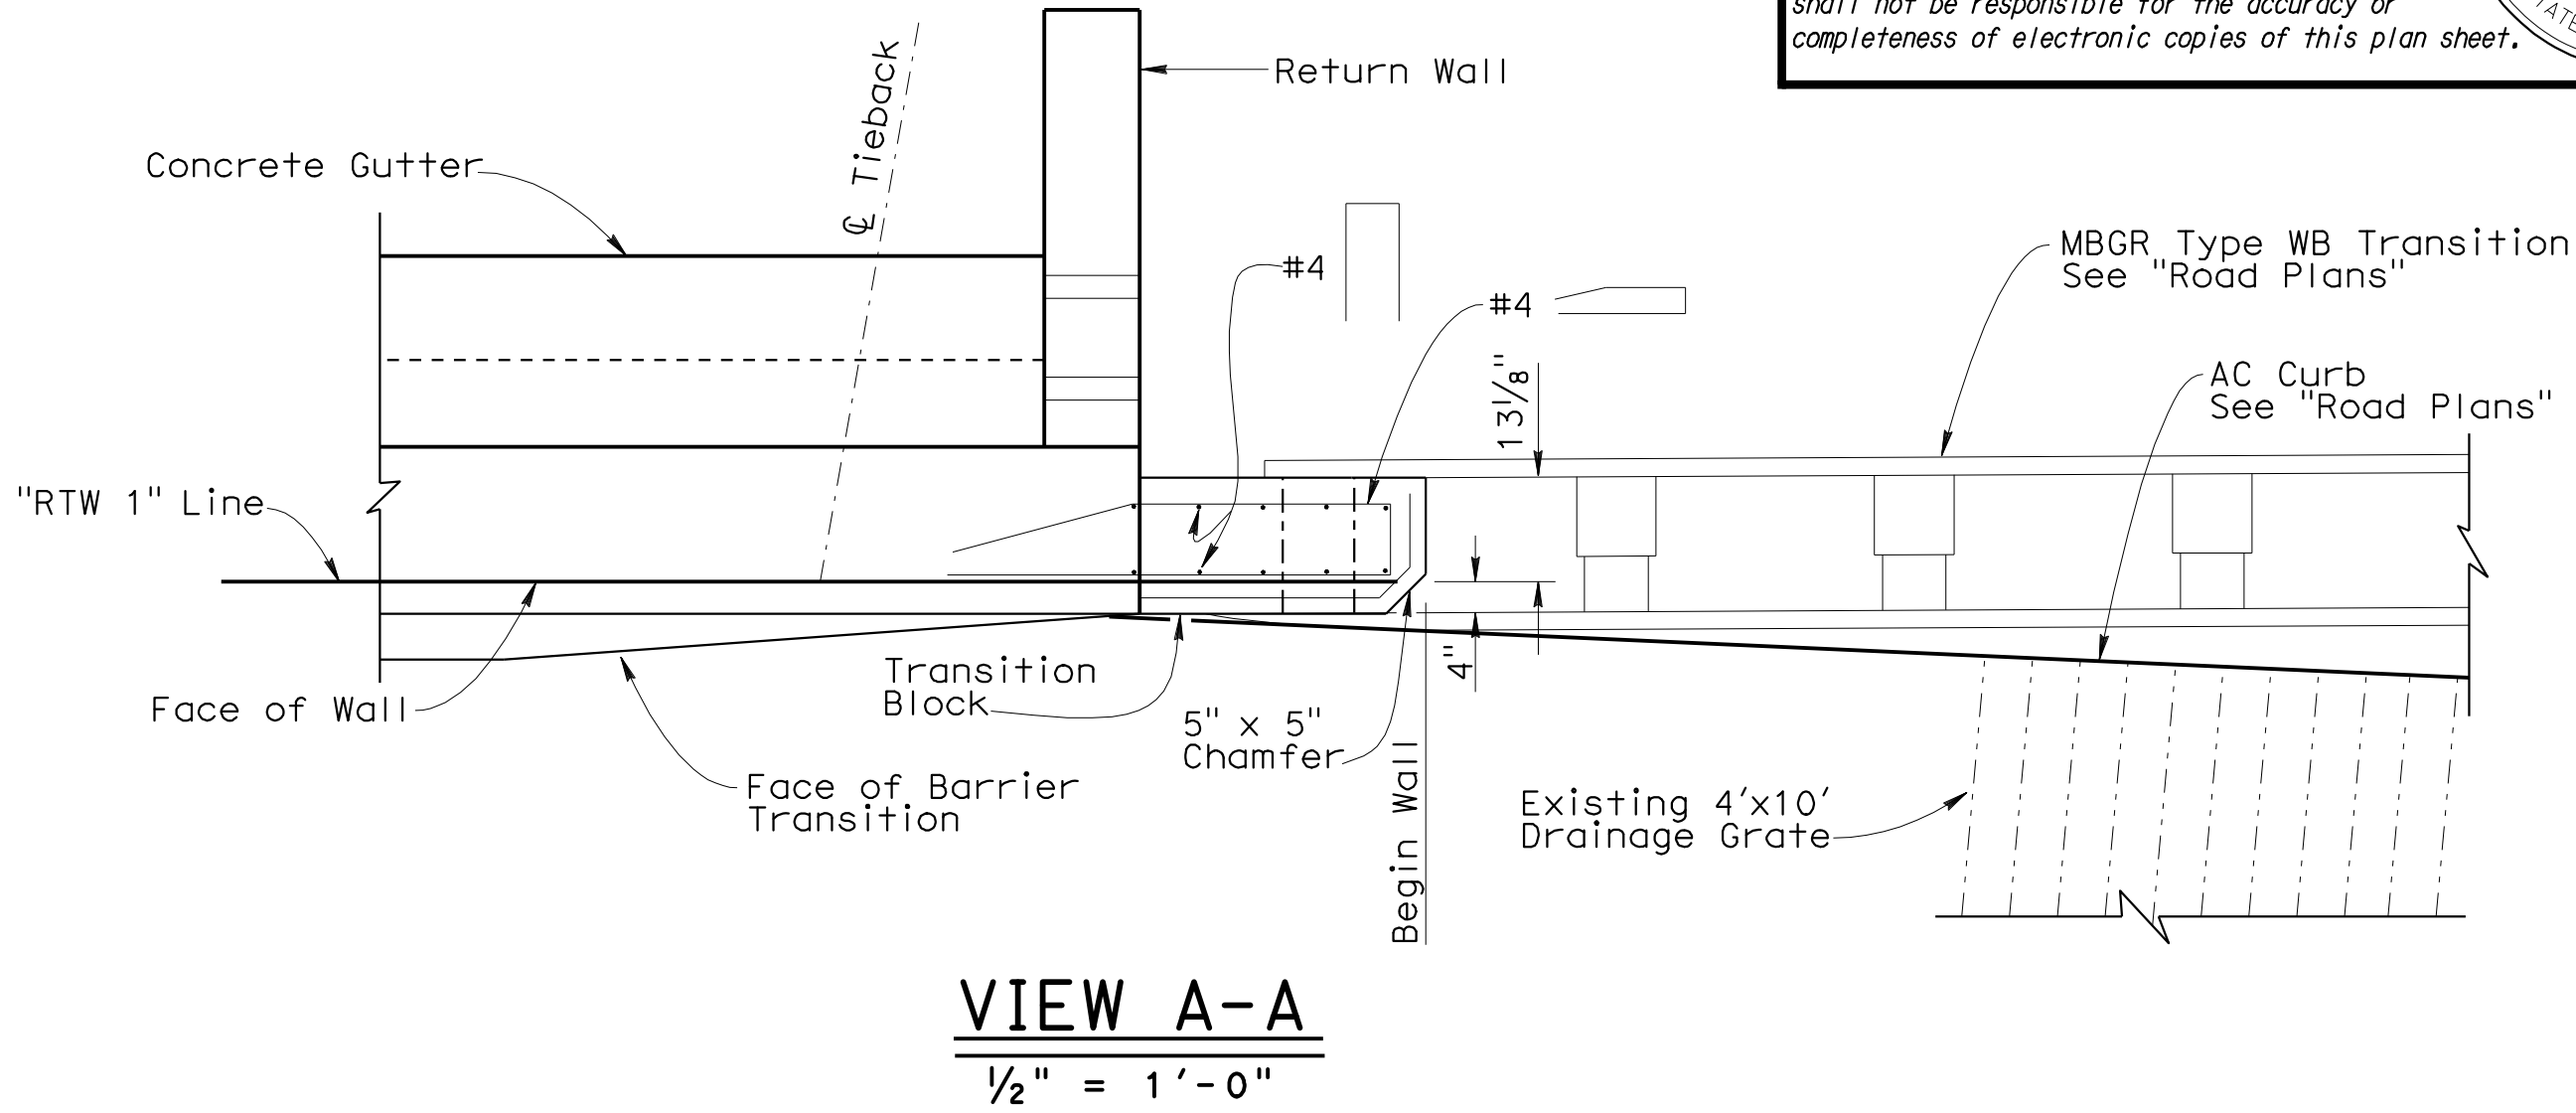 shall not be responsible for the accuracy or
completeness of electronic copies of this plan sheet.
Return Wall
℄ Tieback
Concrete Gutter
#4
#4
MBGR Type WB Transition
See "Road Plans"
13⅛"
AC Curb
See "Road Plans"
"RTW 1" Line
Face of Wall
Transition
Block
4"
5" x 5"
Chamfer
Begin Wall
Face of Barrier
Transition
Existing 4'x10'
Drainage Grate
VIEW A-A
½" = 1'-0"